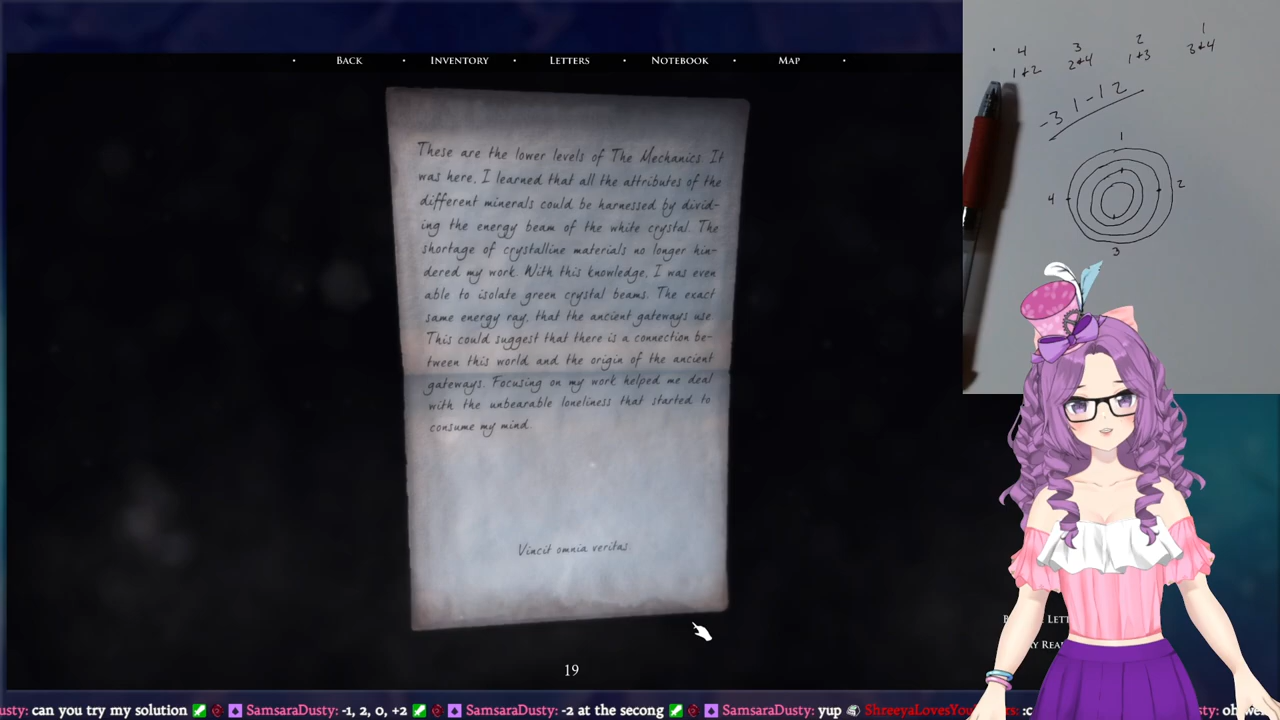 BACK
INVENTORY
LETTERS
NOTEBOOK
MAP
These are the lower levels of The Mechanics. It
was here, I learned that all the attributes of the
different minerals could be harnessed by divid-
ing the energy beam of the white crystal. The
shortage of crystalline materials no longer hin-
dered my work. With this knowledge, I was even
able to isolate green crystal beams. The exact
same energy ray, that the ancient gateways use.
This could suggest that there is a connection be-
tween this world and the origin of the ancient
gateways. Focusing on my work helped me deal
with the unbearable loneliness that started to
consume my mind.
Vincit omnia veritas
19
4 3 2 1
1+2 2+4 1+3 3+4
-3 1 -1 2
1
4 2
3
usty: can you try my solution SamsaraDusty: -1, 2, 0, +2 SamsaraDusty: -2 at the secong SamsaraDusty: yup ShreeyaLovesYou